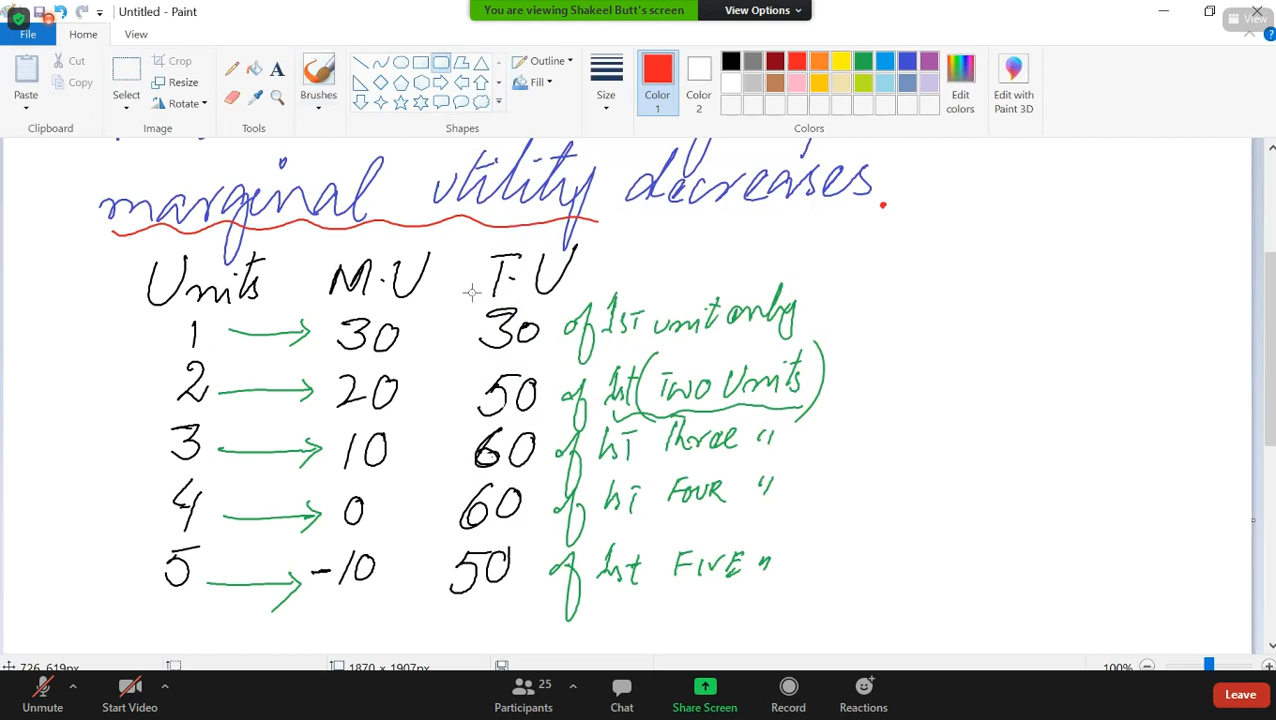 Untitled - Paint
You are viewing Shakeel Butt's screen
View Options
View
File
Home
View
Paste
Cut
Copy
Clipboard
Select
Crop
Resize
Rotate
Image
Tools
Brushes
Outline
Fill
Shapes
Size
Color 1
Color 2
Edit colors
Edit with Paint 3D
Colors
marginal utility decreases.
Units M.U T.U
1 → 30 30 of 1st unit only
2 → 20 50 of 1st (Two Units)
3 → 10 60 of 1st Three "
4 → 0 60 of 1st FOUR "
5 → -10 50 of 1st FIVE "
726, 619px
1870 × 1907px
100%
Unmute
Start Video
25
Participants
Chat
Share Screen
Record
Reactions
Leave